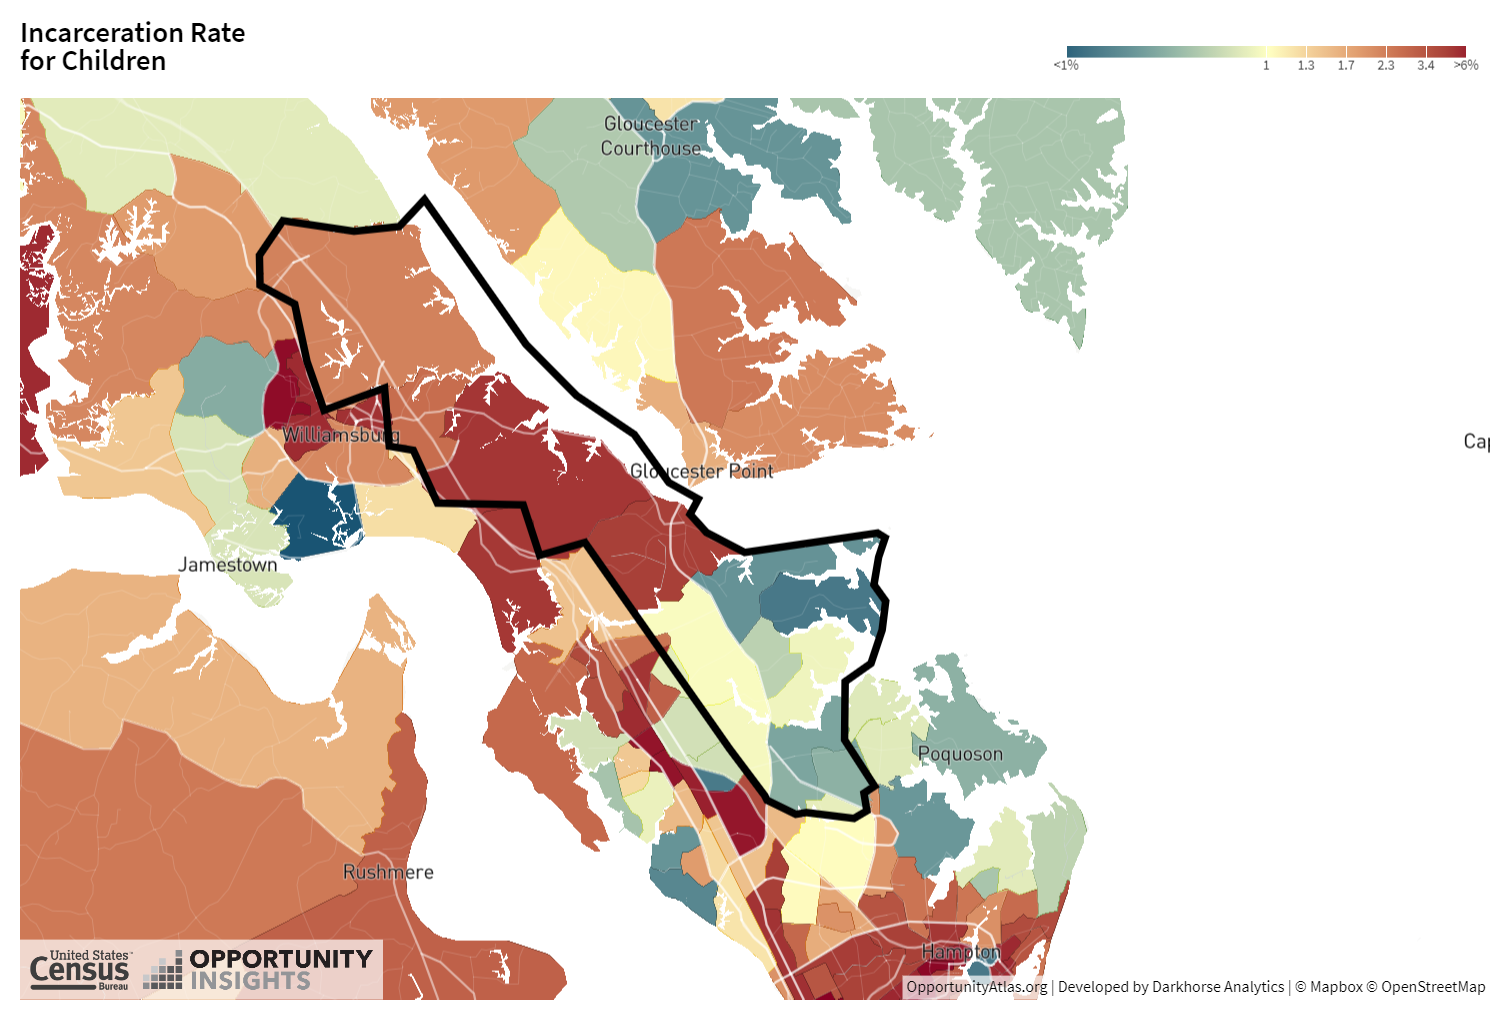 Incarceration Rate
for Children
<1% 1 1.3 1.7 2.3 3.4 >6%
Gloucester
Courthouse
Williamsburg
Gloucester Point
Cap
Jamestown
Poquoson
Rushmere
Hampton
United States™
Census
Bureau
OPPORTUNITY
INSIGHTS
OpportunityAtlas.org | Developed by Darkhorse Analytics | © Mapbox © OpenStreetMap